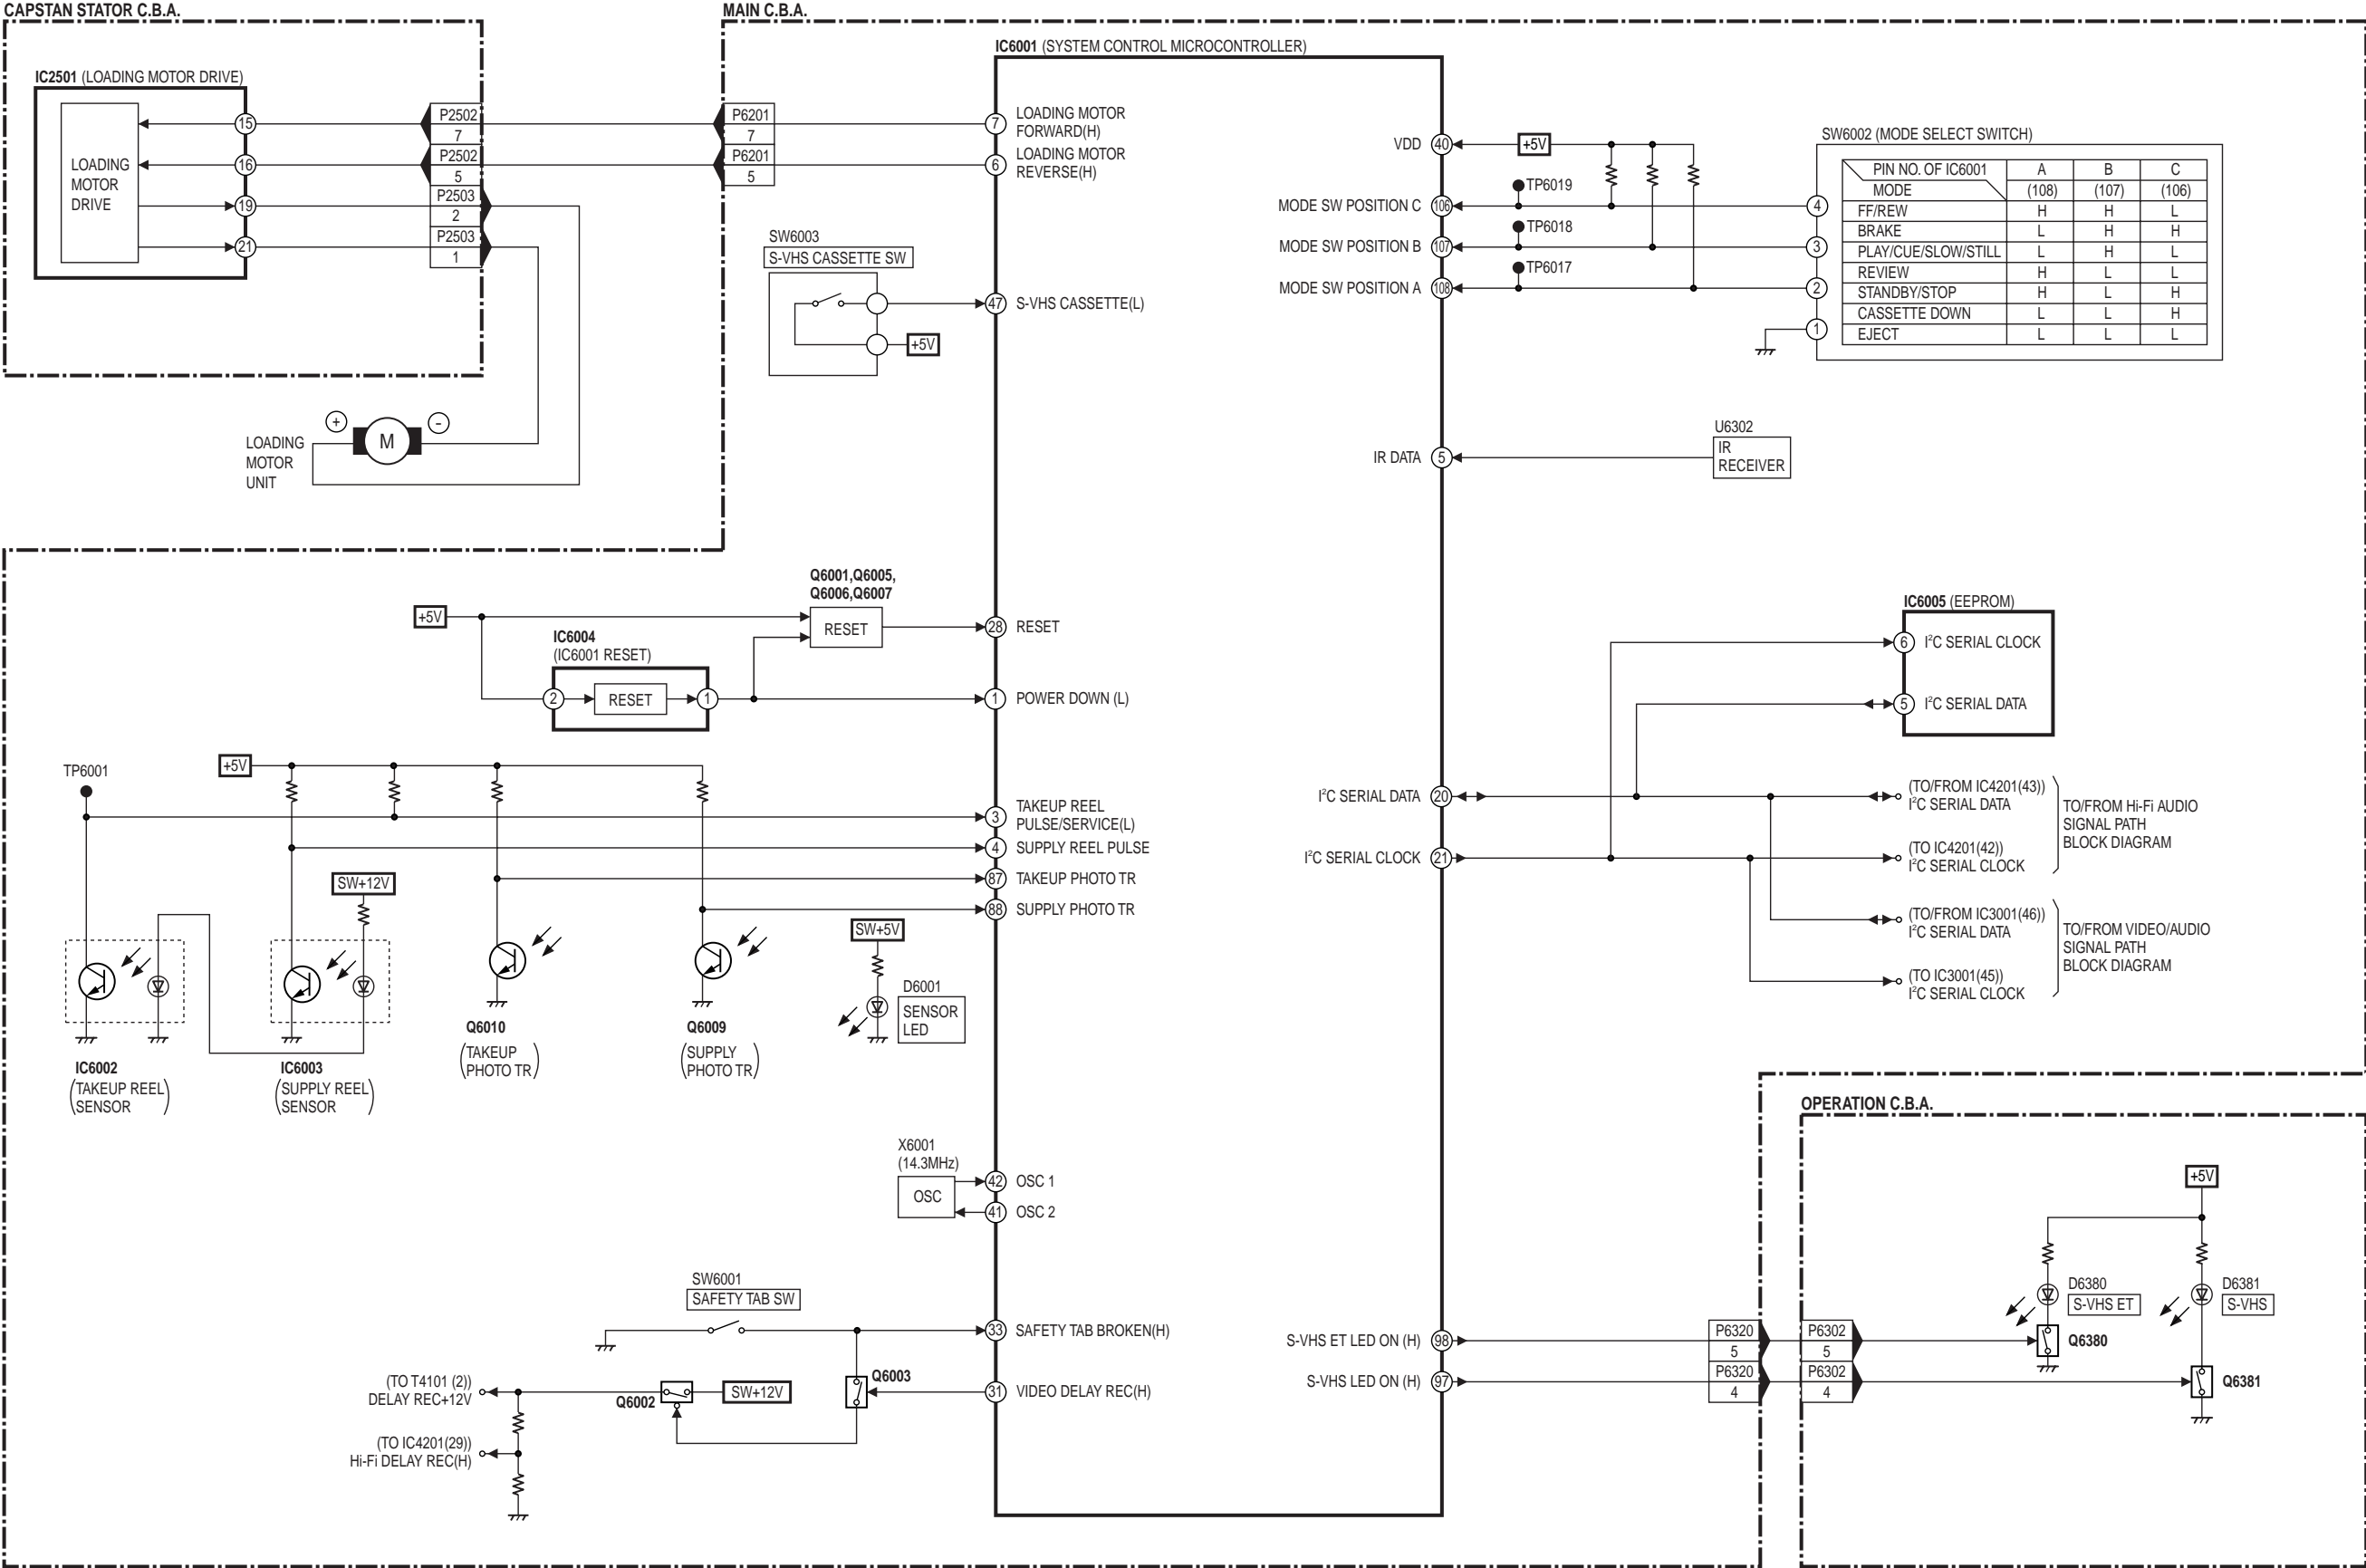 CAPSTAN STATOR C.B.A.
IC2501 (LOADING MOTOR DRIVE)
LOADING
MOTOR
DRIVE
15
16
19
21
P2502
7
P2502
5
P2503
2
P2503
1
LOADING
MOTOR
UNIT
+
M
-
MAIN C.B.A.
P6201
7
P6201
5
SW6003
S-VHS CASSETTE SW
+5V
IC6001 (SYSTEM CONTROL MICROCONTROLLER)
7
LOADING MOTOR
FORWARD(H)
6
LOADING MOTOR
REVERSE(H)
47
S-VHS CASSETTE(L)
VDD
40
+5V
MODE SW POSITION C
106
TP6019
MODE SW POSITION B
107
TP6018
MODE SW POSITION A
108
TP6017
SW6002 (MODE SELECT SWITCH)
4
3
2
1
PIN NO. OF IC6001 A B C
MODE (108) (107) (106)
FF/REW H H L
BRAKE L H H
PLAY/CUE/SLOW/STILL L H L
REVIEW H L L
STANDBY/STOP H L H
CASSETTE DOWN L L H
EJECT L L L
IR DATA
5
U6302
IR
RECEIVER
+5V
Q6001,Q6005,
Q6006,Q6007
RESET
28
RESET
IC6004
(IC6001 RESET)
2
RESET
1
1
POWER DOWN (L)
IC6005 (EEPROM)
6
I²C SERIAL CLOCK
5
I²C SERIAL DATA
TP6001
+5V
3
TAKEUP REEL
PULSE/SERVICE(L)
4
SUPPLY REEL PULSE
87
TAKEUP PHOTO TR
88
SUPPLY PHOTO TR
SW+12V
SW+5V
D6001
SENSOR
LED
IC6002
(TAKEUP REEL
SENSOR)
IC6003
(SUPPLY REEL
SENSOR)
Q6010
(TAKEUP
PHOTO TR)
Q6009
(SUPPLY
PHOTO TR)
I²C SERIAL DATA
20
I²C SERIAL CLOCK
21
(TO/FROM IC4201(43))
I²C SERIAL DATA
(TO IC4201(42))
I²C SERIAL CLOCK
TO/FROM Hi-Fi AUDIO
SIGNAL PATH
BLOCK DIAGRAM
(TO/FROM IC3001(46))
I²C SERIAL DATA
(TO IC3001(45))
I²C SERIAL CLOCK
TO/FROM VIDEO/AUDIO
SIGNAL PATH
BLOCK DIAGRAM
X6001
(14.3MHz)
OSC
42
OSC 1
41
OSC 2
SW6001
SAFETY TAB SW
33
SAFETY TAB BROKEN(H)
Q6003
31
VIDEO DELAY REC(H)
(TO T4101 (2))
DELAY REC+12V
Q6002
SW+12V
(TO IC4201(29))
Hi-Fi DELAY REC(H)
S-VHS ET LED ON (H)
98
S-VHS LED ON (H)
97
P6320
5
P6320
4
OPERATION C.B.A.
P6302
5
P6302
4
+5V
D6380
S-VHS ET
Q6380
D6381
S-VHS
Q6381